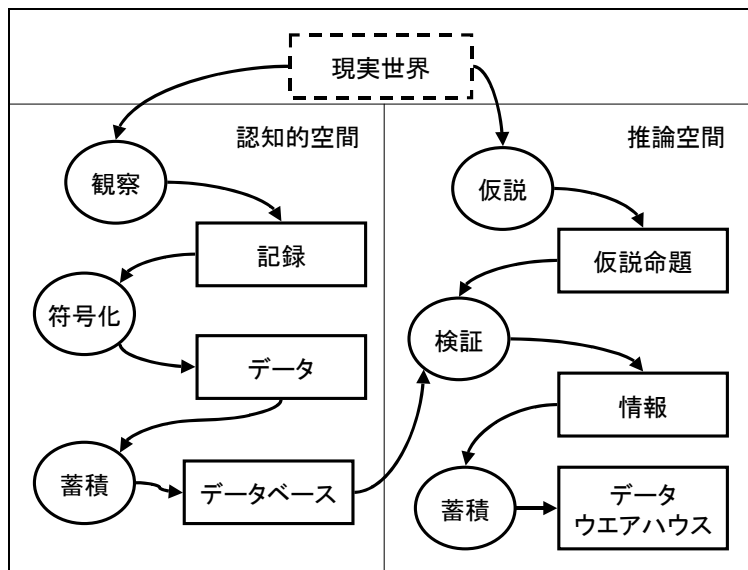 現実世界
認知的空間
観察
記録
符号化
データ
蓄積
データベース
推論空間
仮説
仮説命題
検証
情報
蓄積
データ
ウエアハウス